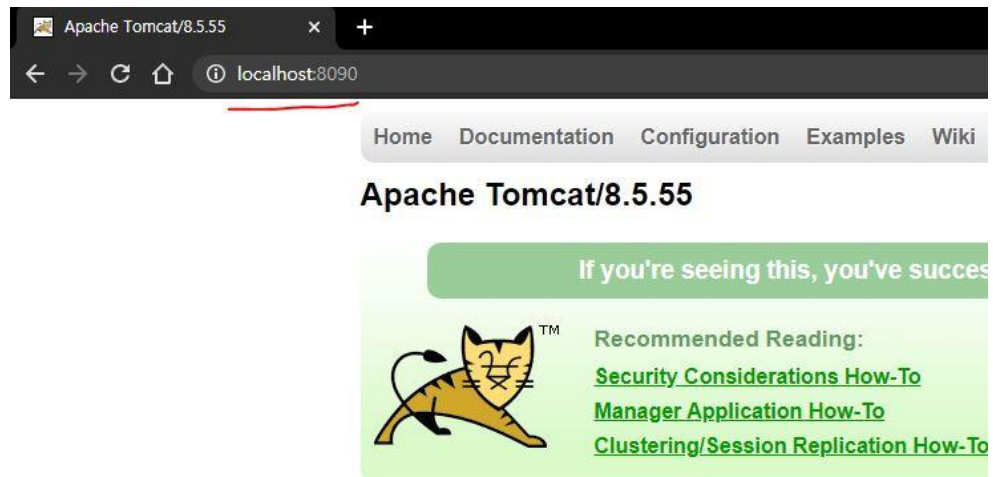 Apache Tomcat/8.5.55
localhost:8090
Home Documentation Configuration Examples Wiki
Apache Tomcat/8.5.55
If you're seeing this, you've succes
TM
Recommended Reading:
Security Considerations How-To
Manager Application How-To
Clustering/Session Replication How-To